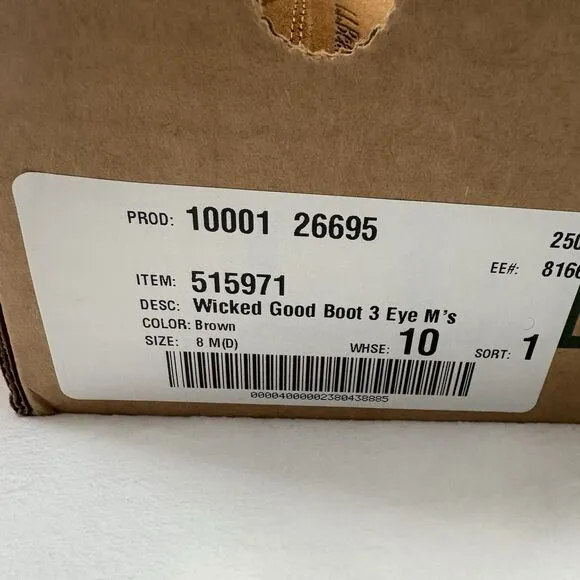 PROD: 10001 26695
250
EE#: 8166
ITEM: 515971
DESC: Wicked Good Boot 3 Eye M's
COLOR: Brown
SIZE: 8 M(D)
WHSE: 10 SORT: 1
00004000002380438885